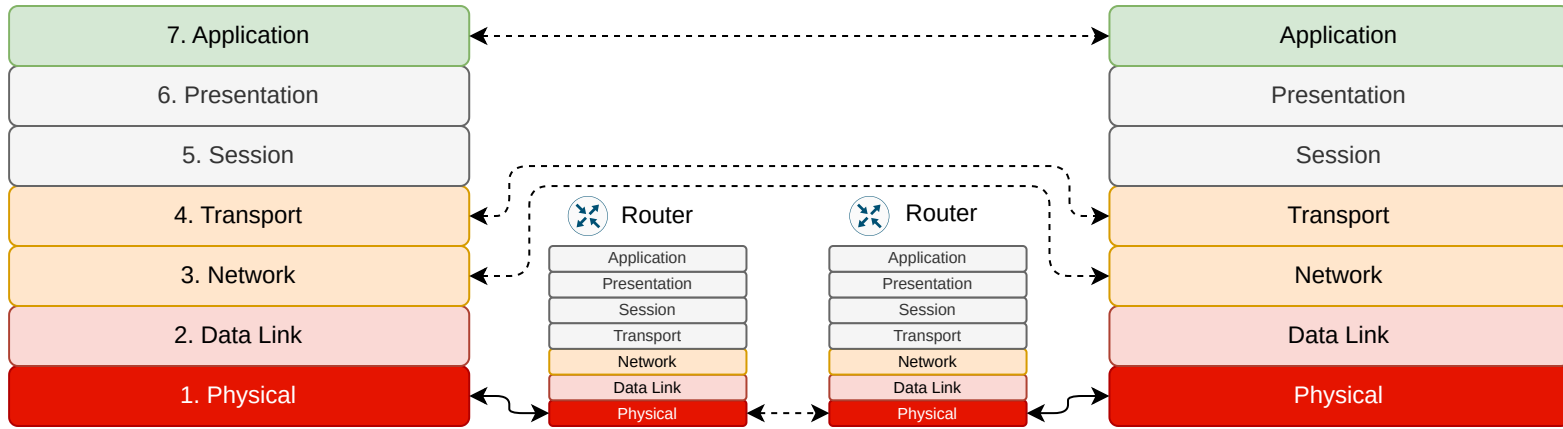 7. Application
6. Presentation
5. Session
4. Transport
3. Network
2. Data Link
1. Physical
Router
Application
Presentation
Session
Transport
Network
Data Link
Physical
Router
Application
Presentation
Session
Transport
Network
Data Link
Physical
Application
Presentation
Session
Transport
Network
Data Link
Physical